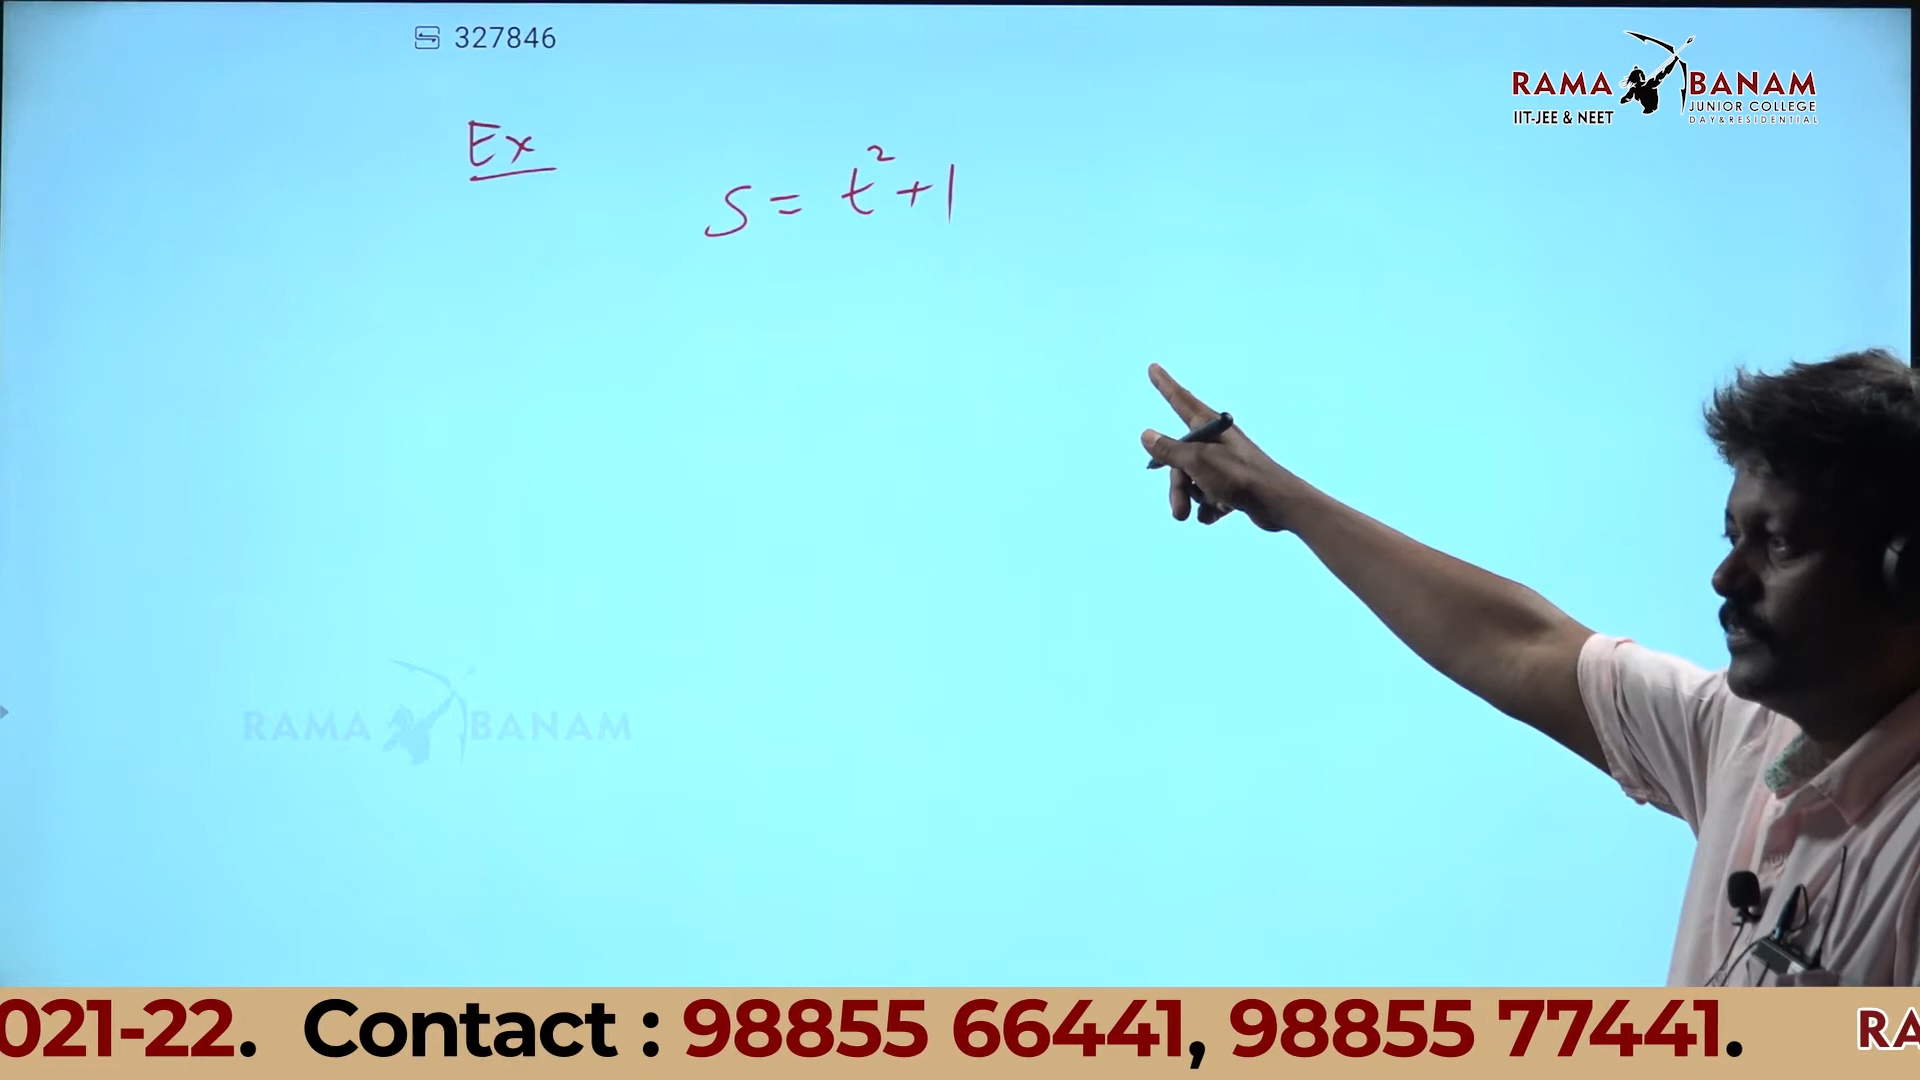 327846
RAMA BANAM
JUNIOR COLLEGE
IIT-JEE & NEET
DAY&RESIDENTIAL
Ex
S = t²+1
RAMA BANAM
021-22. Contact : 98855 66441, 98855 77441. RA